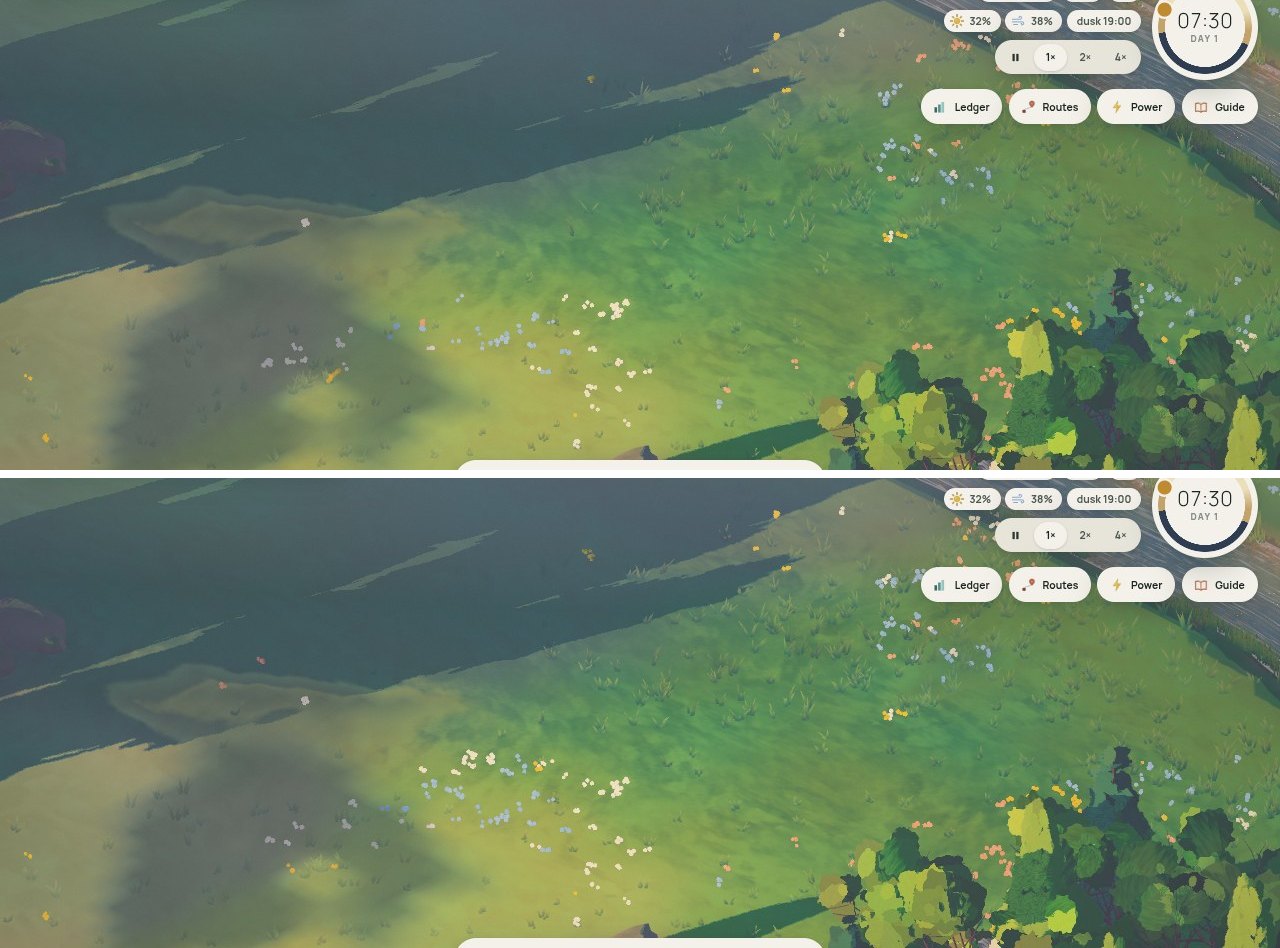 32% 38% dusk 19:00
07:30
DAY 1
1× 2× 4×
Ledger Routes Power Guide
32% 38% dusk 19:00
07:30
DAY 1
1× 2× 4×
Ledger Routes Power Guide